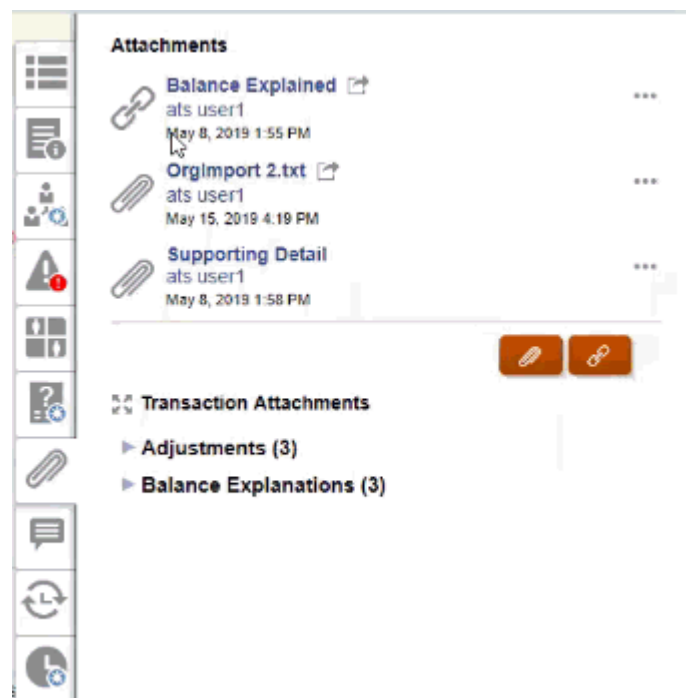 Attachments
Balance Explained
ats user1
May 8, 2019 1:55 PM
OrgImport 2.txt
ats user1
May 15, 2019 4:19 PM
Supporting Detail
ats user1
May 8, 2019 1:58 PM
Transaction Attachments
Adjustments (3)
Balance Explanations (3)